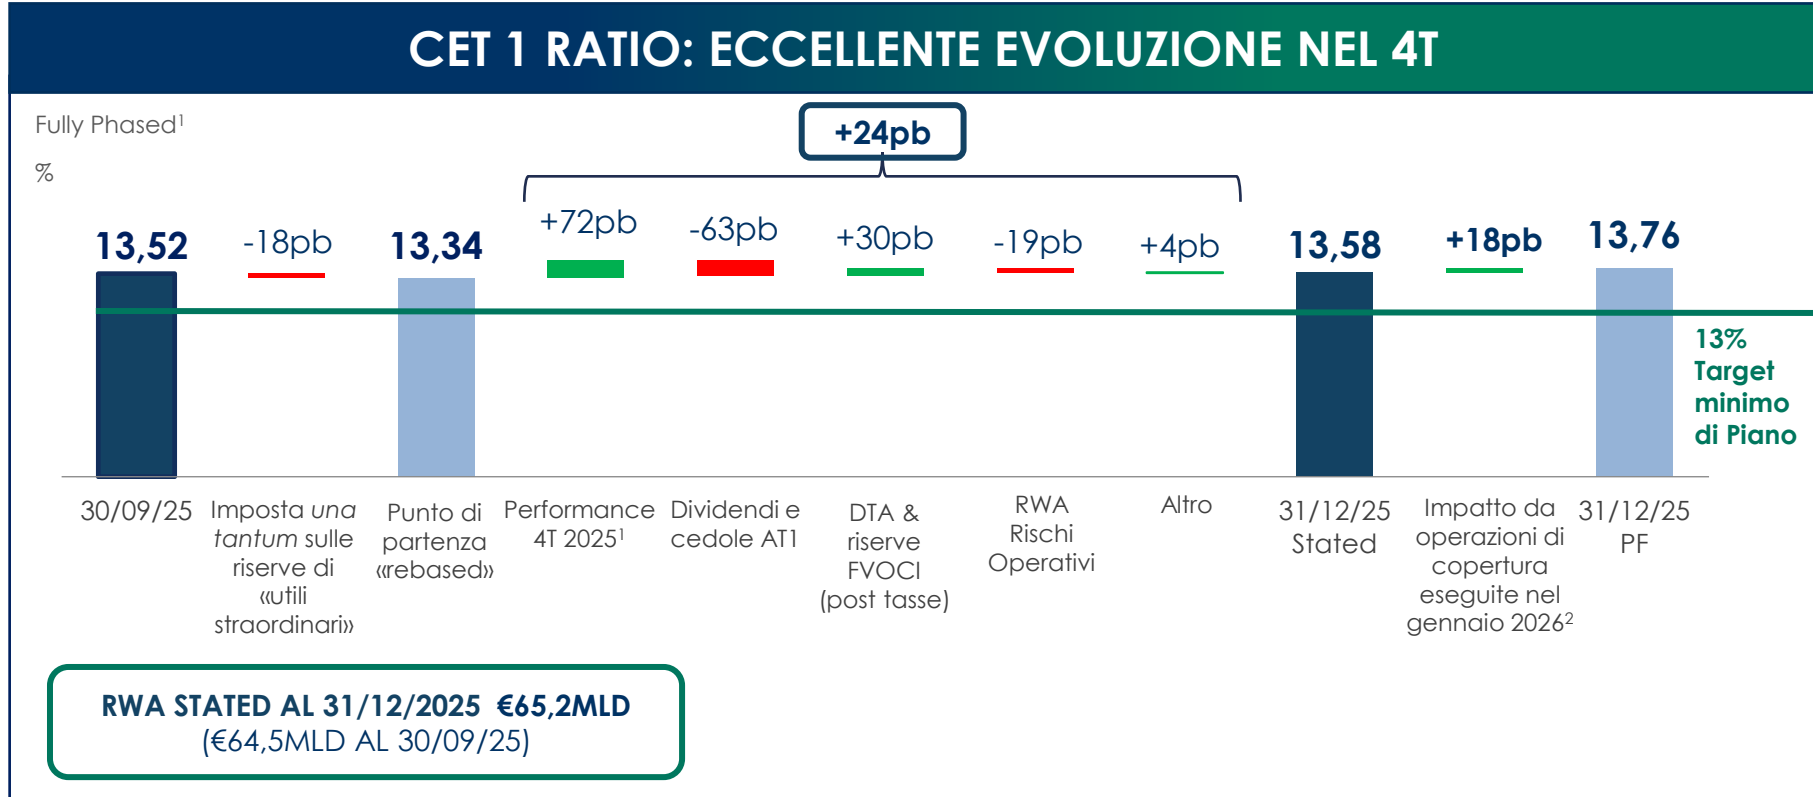 CET 1 RATIO: ECCELLENTE EVOLUZIONE NEL 4T
Fully Phased¹
%
+24pb
13,52
-18pb
13,34
+72pb
-63pb
+30pb
-19pb
+4pb
13,58
+18pb
13,76
13%
Target
minimo
di Piano
30/09/25
Imposta una
tantum sulle
riserve di
«utili
straordinari»
Punto di
partenza
«rebased»
Performance
4T 2025¹
Dividendi e
cedole AT1
DTA &
riserve
FVOCI
(post tasse)
RWA
Rischi
Operativi
Altro
31/12/25
Stated
Impatto da
operazioni di
copertura
eseguite nel
gennaio 2026²
31/12/25
PF
RWA STATED AL 31/12/2025 €65,2MLD
(€64,5MLD AL 30/09/25)